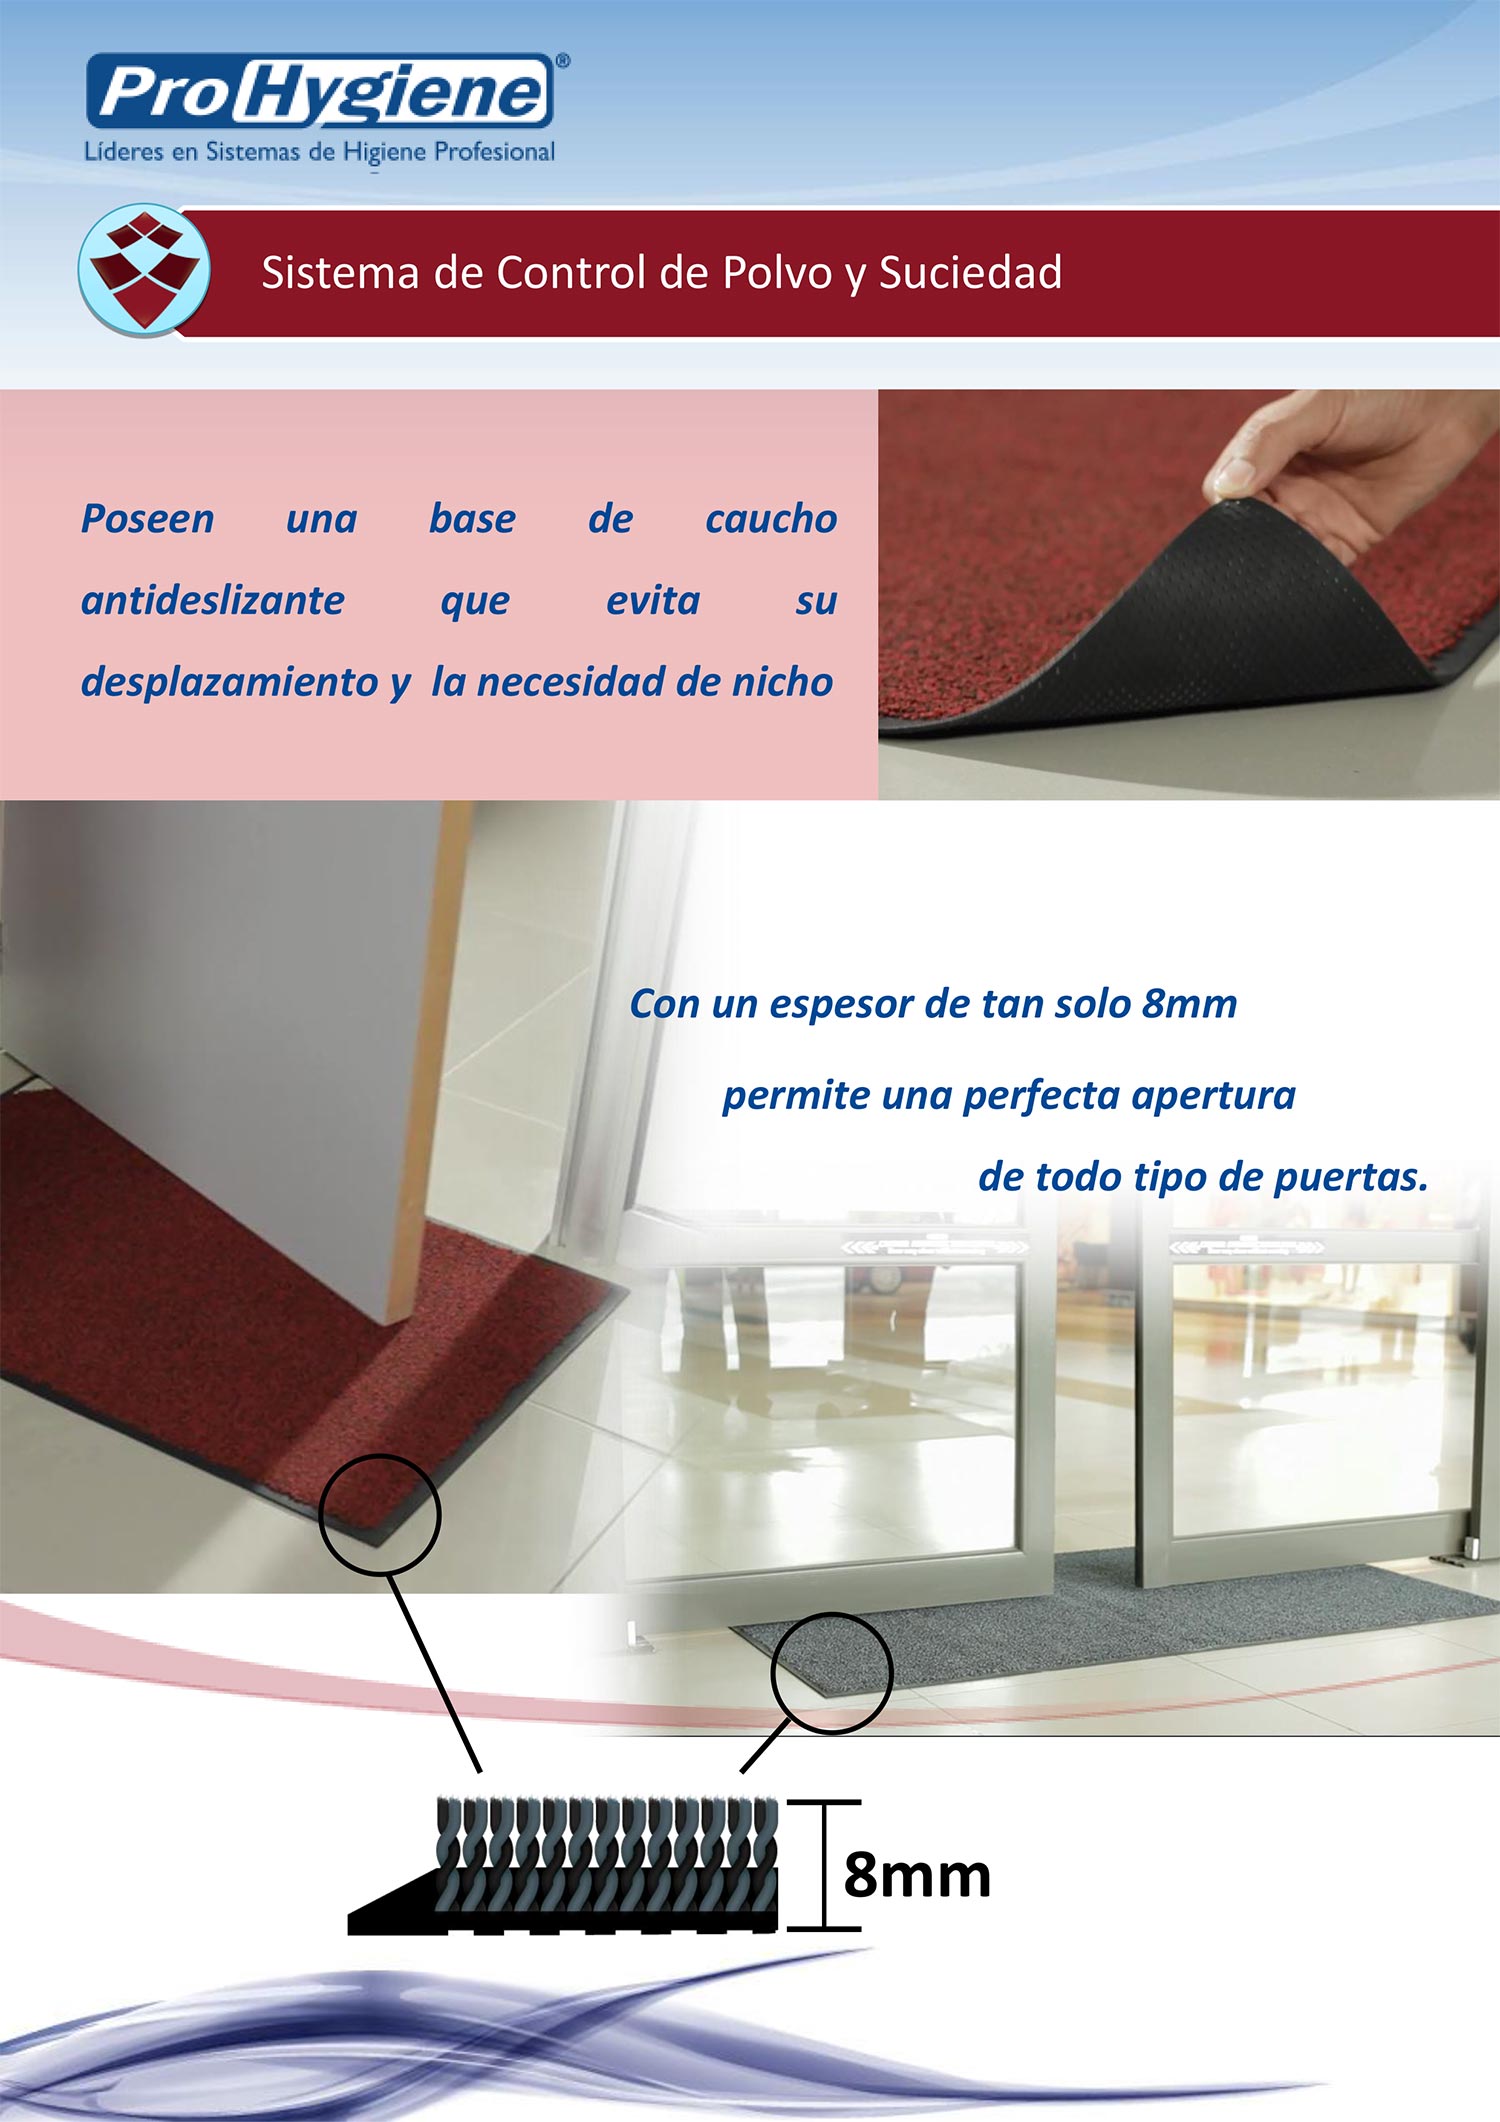 ProHygiene®
Líderes en Sistemas de Higiene Profesional
Sistema de Control de Polvo y Suciedad
Poseen una base de caucho
antideslizante que evita su
desplazamiento y la necesidad de nicho
Con un espesor de tan solo 8mm
permite una perfecta apertura
de todo tipo de puertas.
8mm